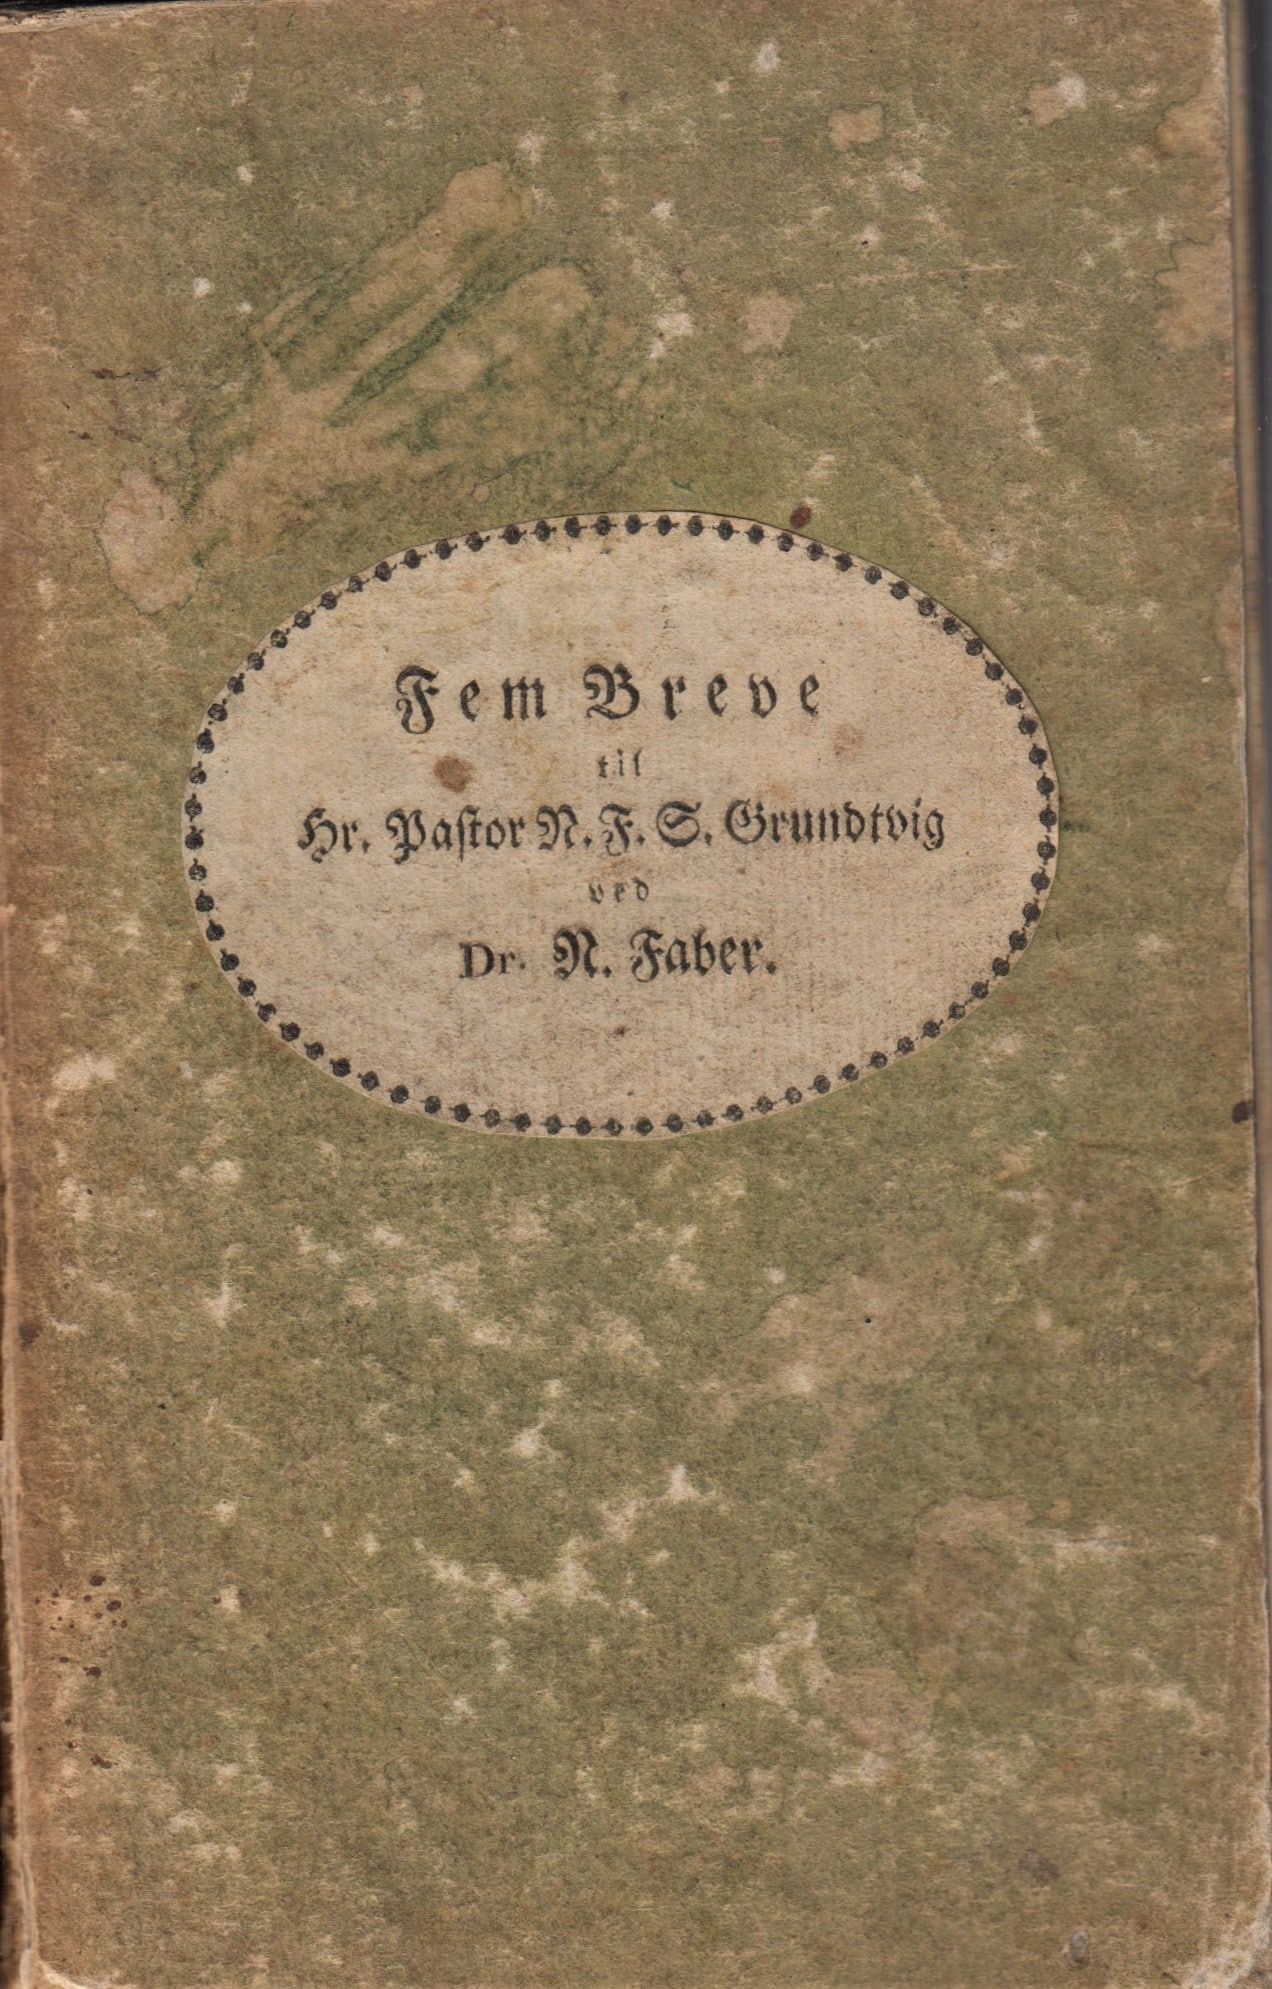 Fem Breve
til
Hr. Paſtor N. F. S. Grundtvig
ved
Dr. N. Faber.